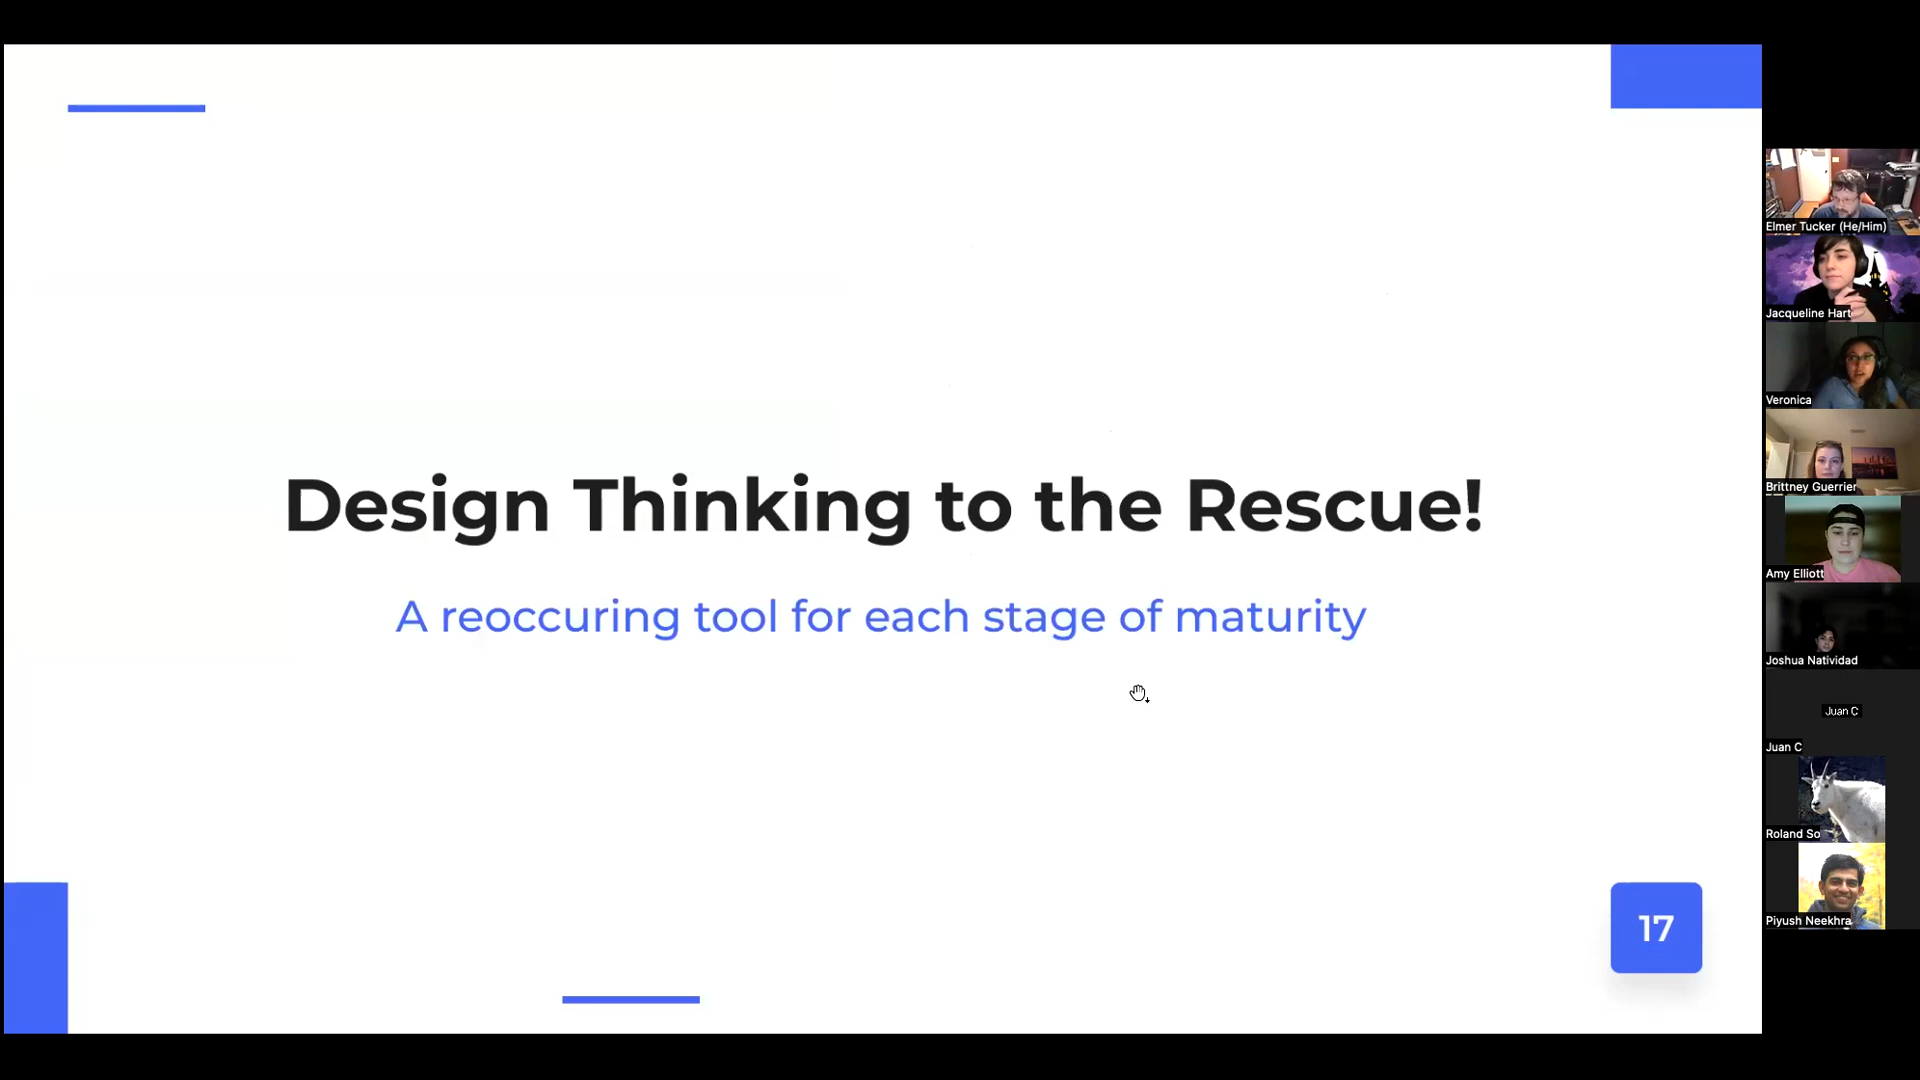 Design Thinking to the Rescue!
A reoccuring tool for each stage of maturity
17
Elmer Tucker (He/Him)
Jacqueline Hart
Veronica
Brittney Guerrier
Amy Elliott
Joshua Natividad
Juan C
Juan C
Roland So
Piyush Neekhra